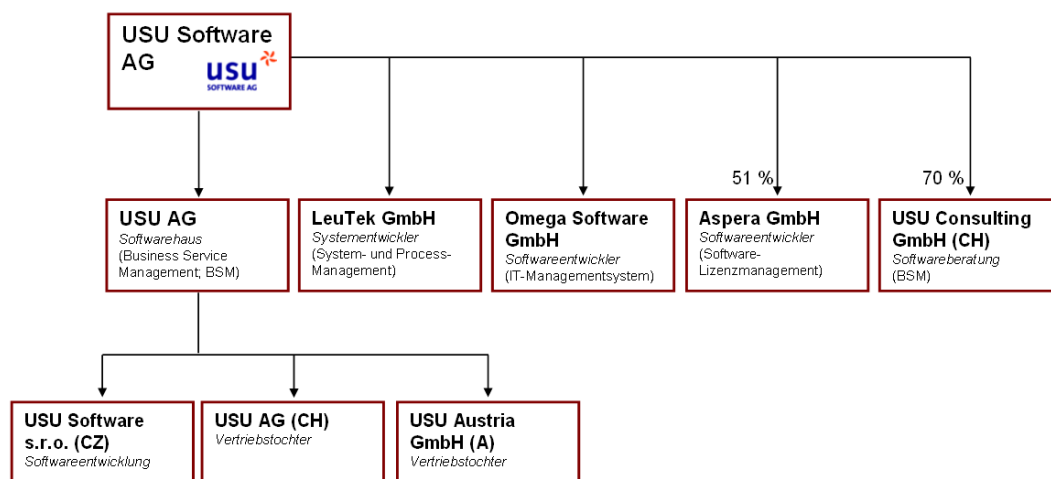 USU Software
AG
usu
SOFTWARE AG
51 %
70 %
USU AG
Softwarehaus
(Business Service
Management; BSM)
LeuTek GmbH
Systementwickler
(System- und Process-
Management)
Omega Software
GmbH
Softwareentwickler
(IT-Managementsystem)
Aspera GmbH
Softwareentwickler
(Software-
Lizenzmanagement)
USU Consulting
GmbH (CH)
Softwareberatung
(BSM)
USU Software
s.r.o. (CZ)
Softwareentwicklung
USU AG (CH)
Vertriebstochter
USU Austria
GmbH (A)
Vertriebstochter